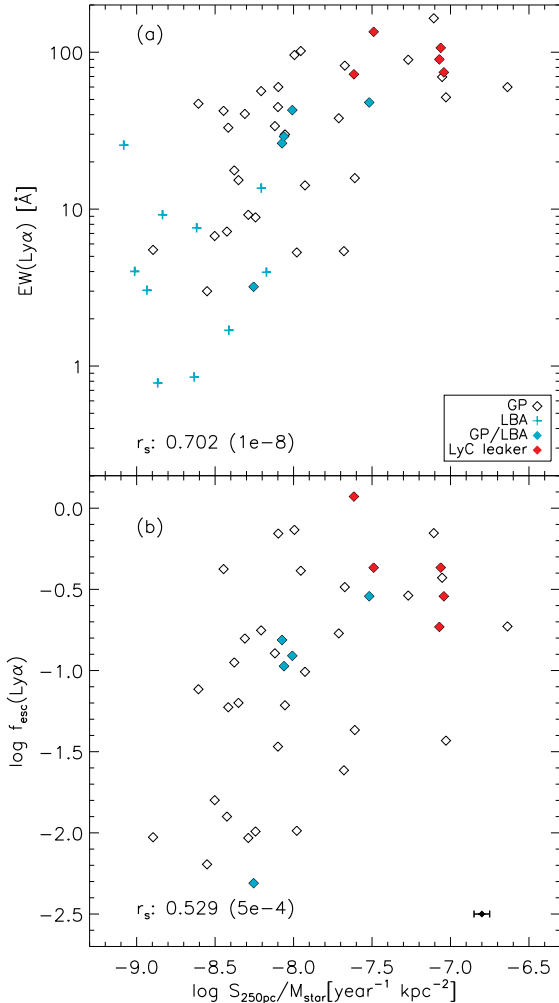 (a)
100
10
1
EW(Lyα) [Å]
GP
LBA
GP/LBA
LyC leaker
r_s: 0.702 (1e-8)
(b)
0.0
-0.5
-1.0
-1.5
-2.0
-2.5
log f_esc(Lyα)
r_s: 0.529 (5e-4)
-9.0 -8.5 -8.0 -7.5 -7.0 -6.5
log S_250pc/M_star[year^-1 kpc^-2]